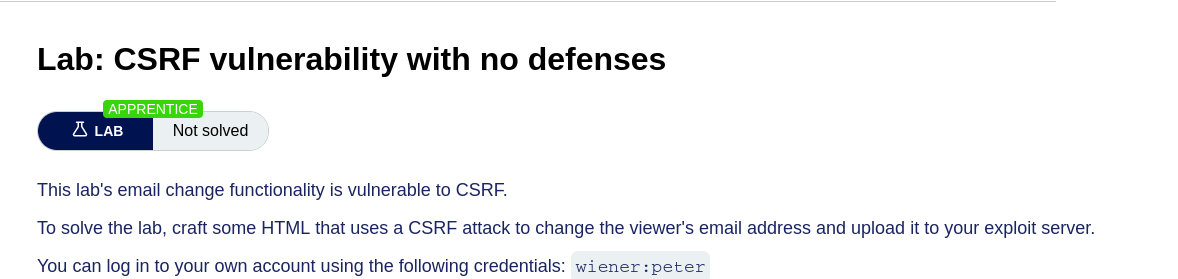 Lab: CSRF vulnerability with no defenses
APPRENTICE
LAB Not solved
This lab's email change functionality is vulnerable to CSRF.
To solve the lab, craft some HTML that uses a CSRF attack to change the viewer's email address and upload it to your exploit server.
You can log in to your own account using the following credentials: wiener:peter